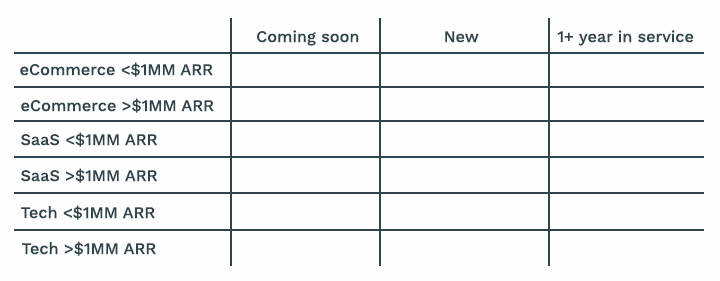 Coming soon New 1+ year in service
eCommerce <$1MM ARR
eCommerce >$1MM ARR
SaaS <$1MM ARR
SaaS >$1MM ARR
Tech <$1MM ARR
Tech >$1MM ARR